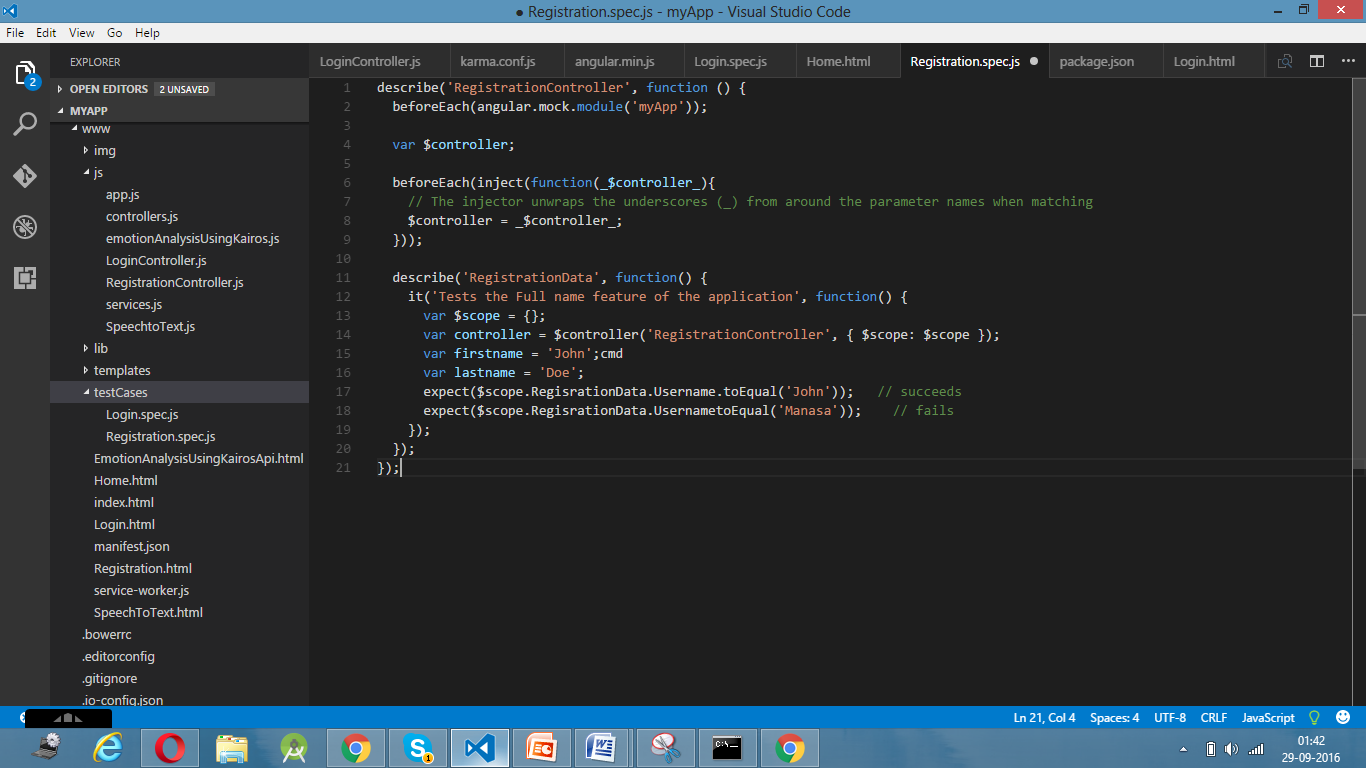 ● Registration.spec.js - myApp - Visual Studio Code
File Edit View Go Help
EXPLORER
LoginController.js karma.conf.js angular.min.js Login.spec.js Home.html Registration.spec.js ● package.json Login.html
2
OPEN EDITORS 2 UNSAVED
MYAPP
www
img
js
app.js
controllers.js
emotionAnalysisUsingKairos.js
LoginController.js
RegistrationController.js
services.js
SpeechtoText.js
lib
templates
testCases
Login.spec.js
Registration.spec.js
EmotionAnalysisUsingKairosApi.html
Home.html
index.html
Login.html
manifest.json
Registration.html
service-worker.js
SpeechToText.html
.bowerrc
.editorconfig
.gitignore
.io-config.json
1 describe('RegistrationController', function () {
2 beforeEach(angular.mock.module('myApp'));
3
4 var $controller;
5
6 beforeEach(inject(function(_$controller_){
7 // The injector unwraps the underscores (_) from around the parameter names when matching
8 $controller = _$controller_;
9 }));
10
11 describe('RegistrationData', function() {
12 it('Tests the Full name feature of the application', function() {
13 var $scope = {};
14 var controller = $controller('RegistrationController', { $scope: $scope });
15 var firstname = 'John';cmd
16 var lastname = 'Doe';
17 expect($scope.RegisrationData.Username.toEqual('John')); // succeeds
18 expect($scope.RegisrationData.UsernametoEqual('Manasa')); // fails
19 });
20 });
21 });
Ln 21, Col 4 Spaces: 4 UTF-8 CRLF JavaScript
1
C:\_
01:42
29-09-2016